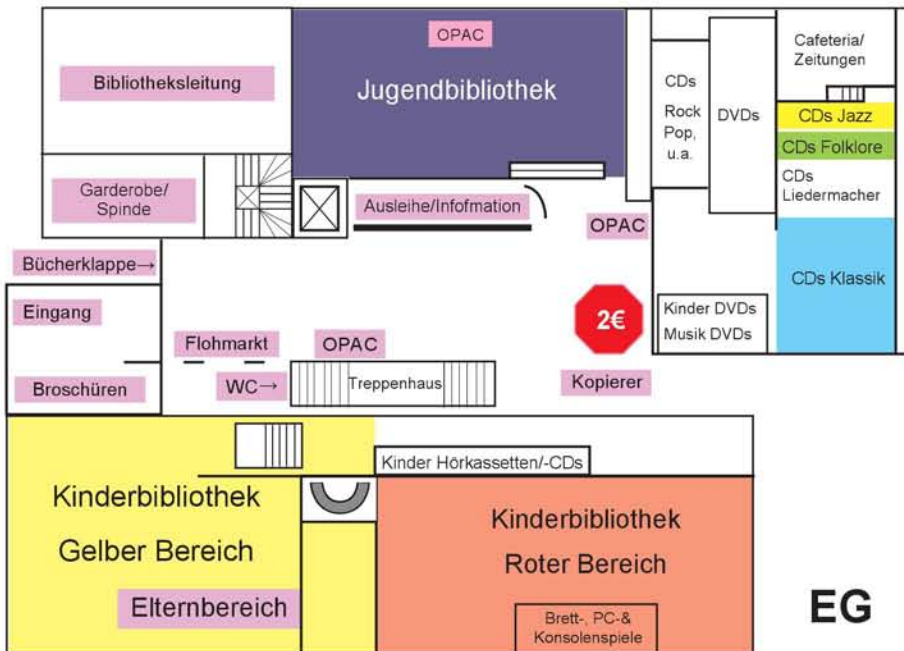 OPAC
Bibliotheksleitung
Jugendbibliothek
CDs
Rock
Pop,
u.a.
DVDs
Cafeteria/
Zeitungen
CDs Jazz
CDs Folklore
CDs
Liedermacher
CDs Klassik
Garderobe/
Spinde
Ausleihe/Infofmation
OPAC
Bücherklappe→
Eingang
Broschüren
Flohmarkt
OPAC
WC→
Treppenhaus
2€
Kopierer
Kinder DVDs
Musik DVDs
Kinder Hörkassetten/-CDs
Kinderbibliothek
Gelber Bereich
Elternbereich
Kinderbibliothek
Roter Bereich
Brett-, PC-&
Konsolenspiele
EG